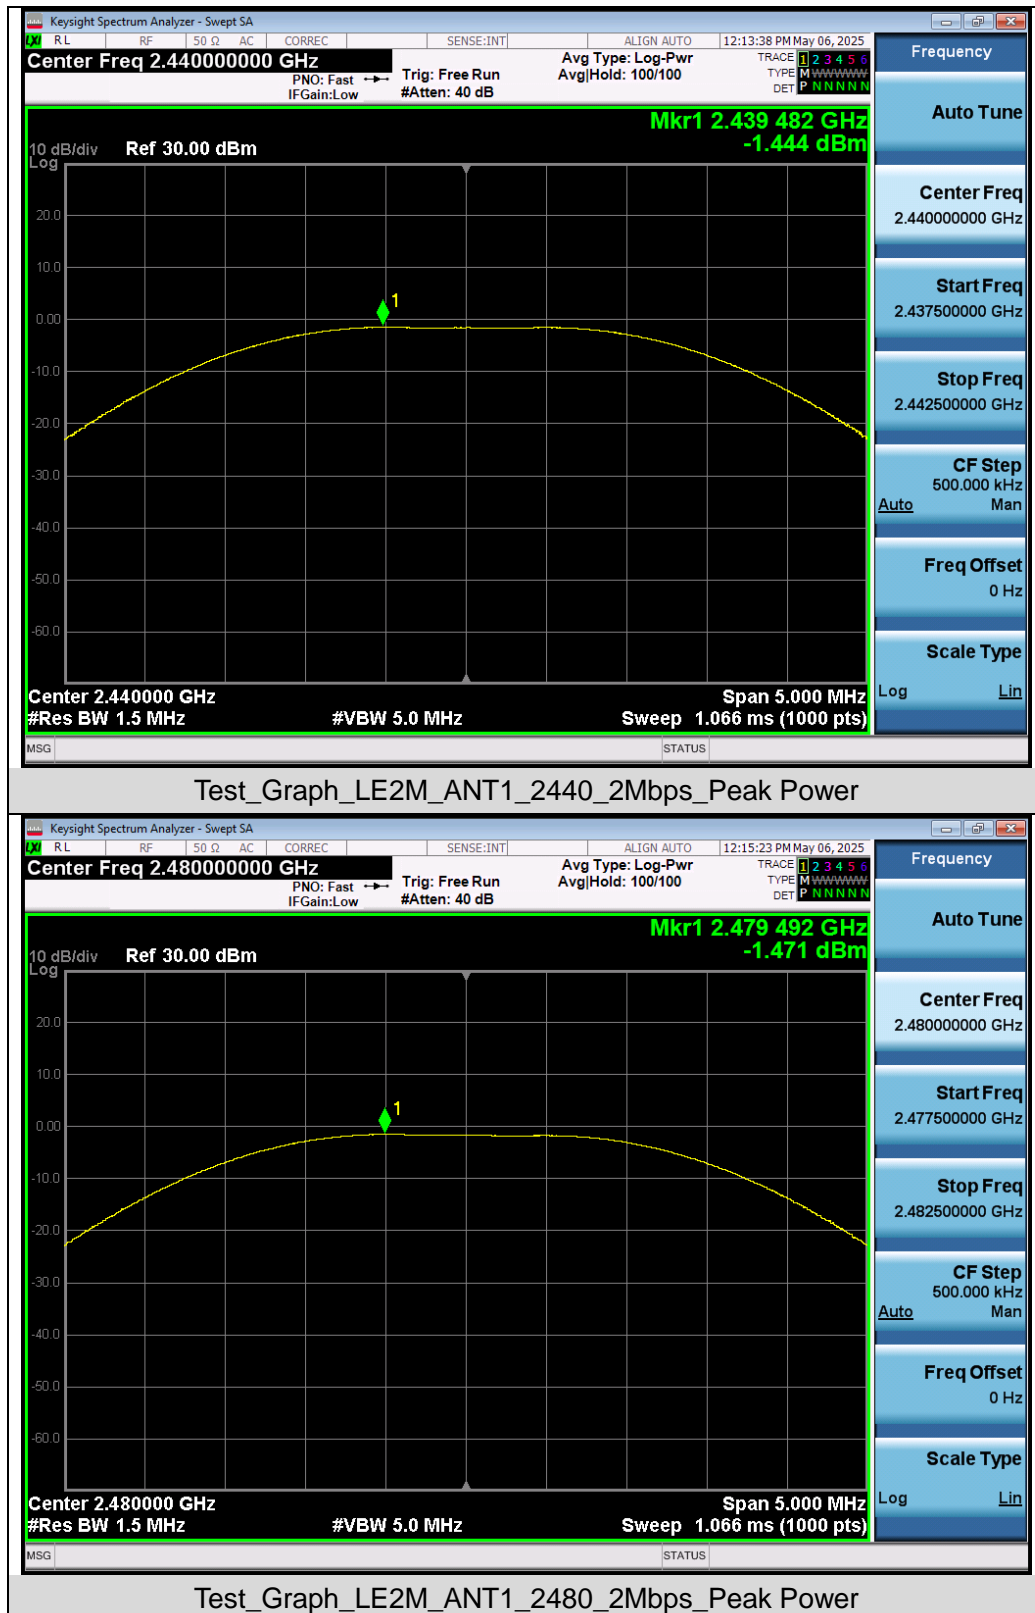 Keysight Spectrum Analyzer - Swept SA
LXI RL RF 50 Ω AC CORREC SENSE:INT ALIGN AUTO 12:13:38 PM May 06, 2025
Center Freq 2.440000000 GHz
PNO: Fast
IFGain:Low
Trig: Free Run
#Atten: 40 dB
Avg Type: Log-Pwr
Avg|Hold: 100/100
TRACE 1 2 3 4 5 6
TYPE M WWWWW
DET P N N N N N
Mkr1 2.439 482 GHz
-1.444 dBm
10 dB/div Ref 30.00 dBm
Log
20.0
10.0
1
0.00
-10.0
-20.0
-30.0
-40.0
-50.0
-60.0
Center 2.440000 GHz Span 5.000 MHz
#Res BW 1.5 MHz #VBW 5.0 MHz Sweep 1.066 ms (1000 pts)
MSG STATUS
Frequency
Auto Tune
Center Freq
2.440000000 GHz
Start Freq
2.437500000 GHz
Stop Freq
2.442500000 GHz
CF Step
500.000 kHz
Auto Man
Freq Offset
0 Hz
Scale Type
Log Lin
Test_Graph_LE2M_ANT1_2440_2Mbps_Peak Power
Keysight Spectrum Analyzer - Swept SA
LXI RL RF 50 Ω AC CORREC SENSE:INT ALIGN AUTO 12:15:23 PM May 06, 2025
Center Freq 2.480000000 GHz
PNO: Fast
IFGain:Low
Trig: Free Run
#Atten: 40 dB
Avg Type: Log-Pwr
Avg|Hold: 100/100
TRACE 1 2 3 4 5 6
TYPE M WWWWW
DET P N N N N N
Mkr1 2.479 492 GHz
-1.471 dBm
10 dB/div Ref 30.00 dBm
Log
20.0
10.0
1
0.00
-10.0
-20.0
-30.0
-40.0
-50.0
-60.0
Center 2.480000 GHz Span 5.000 MHz
#Res BW 1.5 MHz #VBW 5.0 MHz Sweep 1.066 ms (1000 pts)
MSG STATUS
Frequency
Auto Tune
Center Freq
2.480000000 GHz
Start Freq
2.477500000 GHz
Stop Freq
2.482500000 GHz
CF Step
500.000 kHz
Auto Man
Freq Offset
0 Hz
Scale Type
Log Lin
Test_Graph_LE2M_ANT1_2480_2Mbps_Peak Power